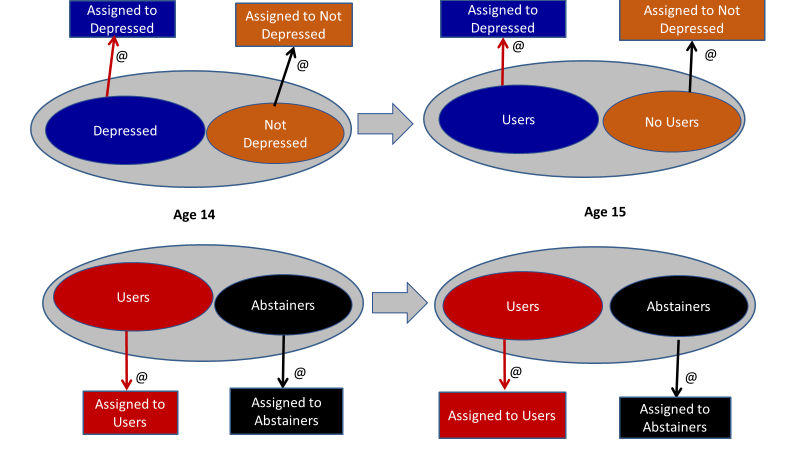 Assigned to
Depressed
Assigned to Not
Depressed
Assigned to
Depressed
Assigned to Not
Depressed
@
@
@
@
Depressed
Not
Depressed
Users
No Users
Age 14
Age 15
Users
Abstainers
Users
Abstainers
@
@
@
@
Assigned to
Users
Assigned to
Abstainers
Assigned to Users
Assigned to
Abstainers